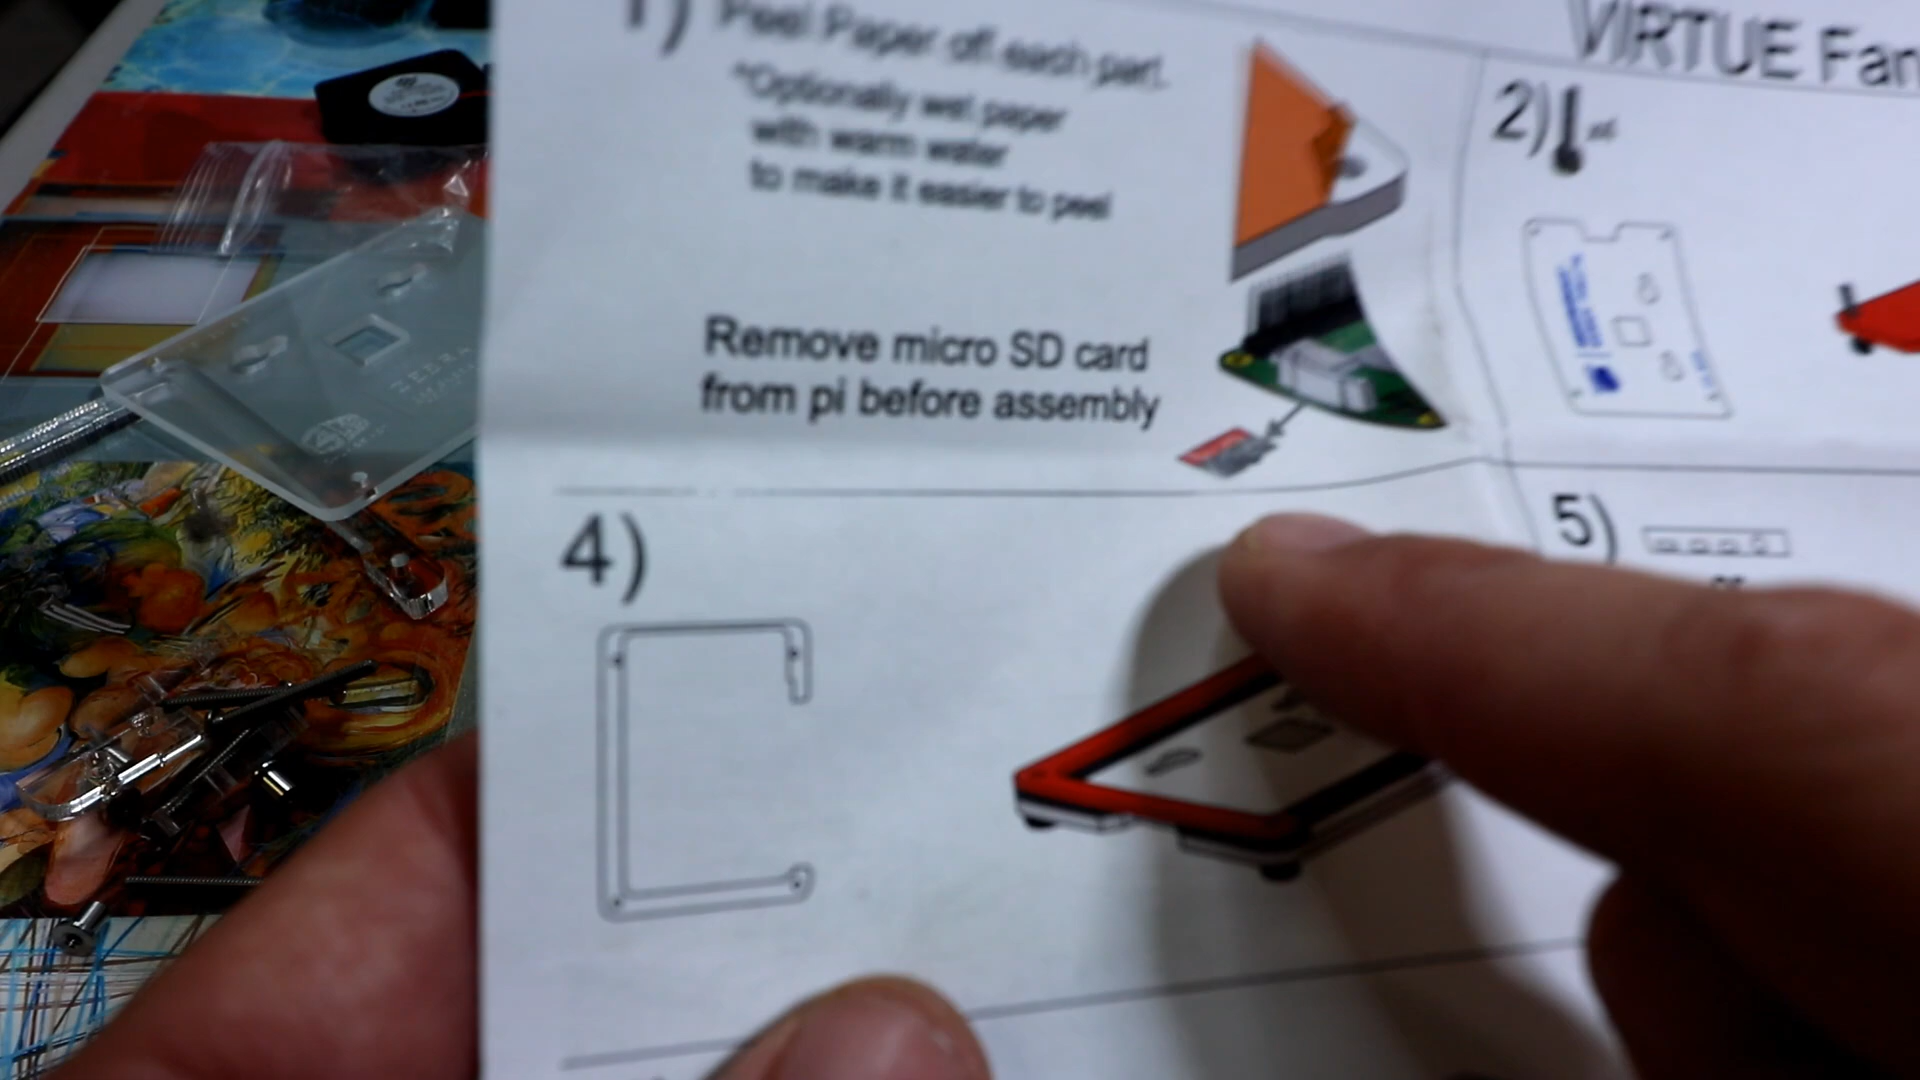 VIRTUE Fan
1) Peel Paper off each part.
*Optionally wet paper
with warm water
to make it easier to peel
Remove micro SD card
from pi before assembly
2)
4)
5)
ZEBRA